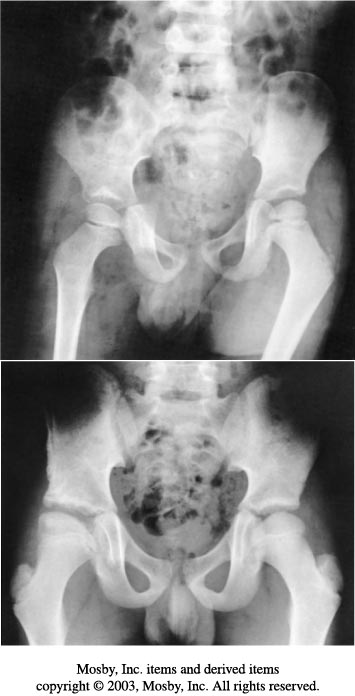 Mosby, Inc. items and derived items
copyright © 2003, Mosby, Inc. All rights reserved.